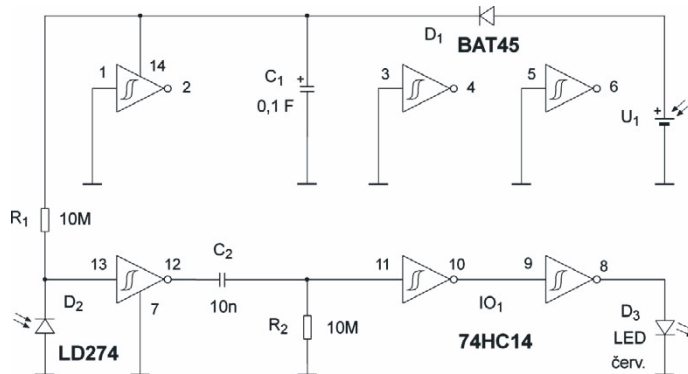 D1
BAT45
1
14
2
C1
+
0,1 F
3
4
5
6
U1
+
R1
10M
13
12
C2
10n
11
10
9
8
D2
7
R2
10M
IO1
D3
LD274
74HC14
LED
červ.